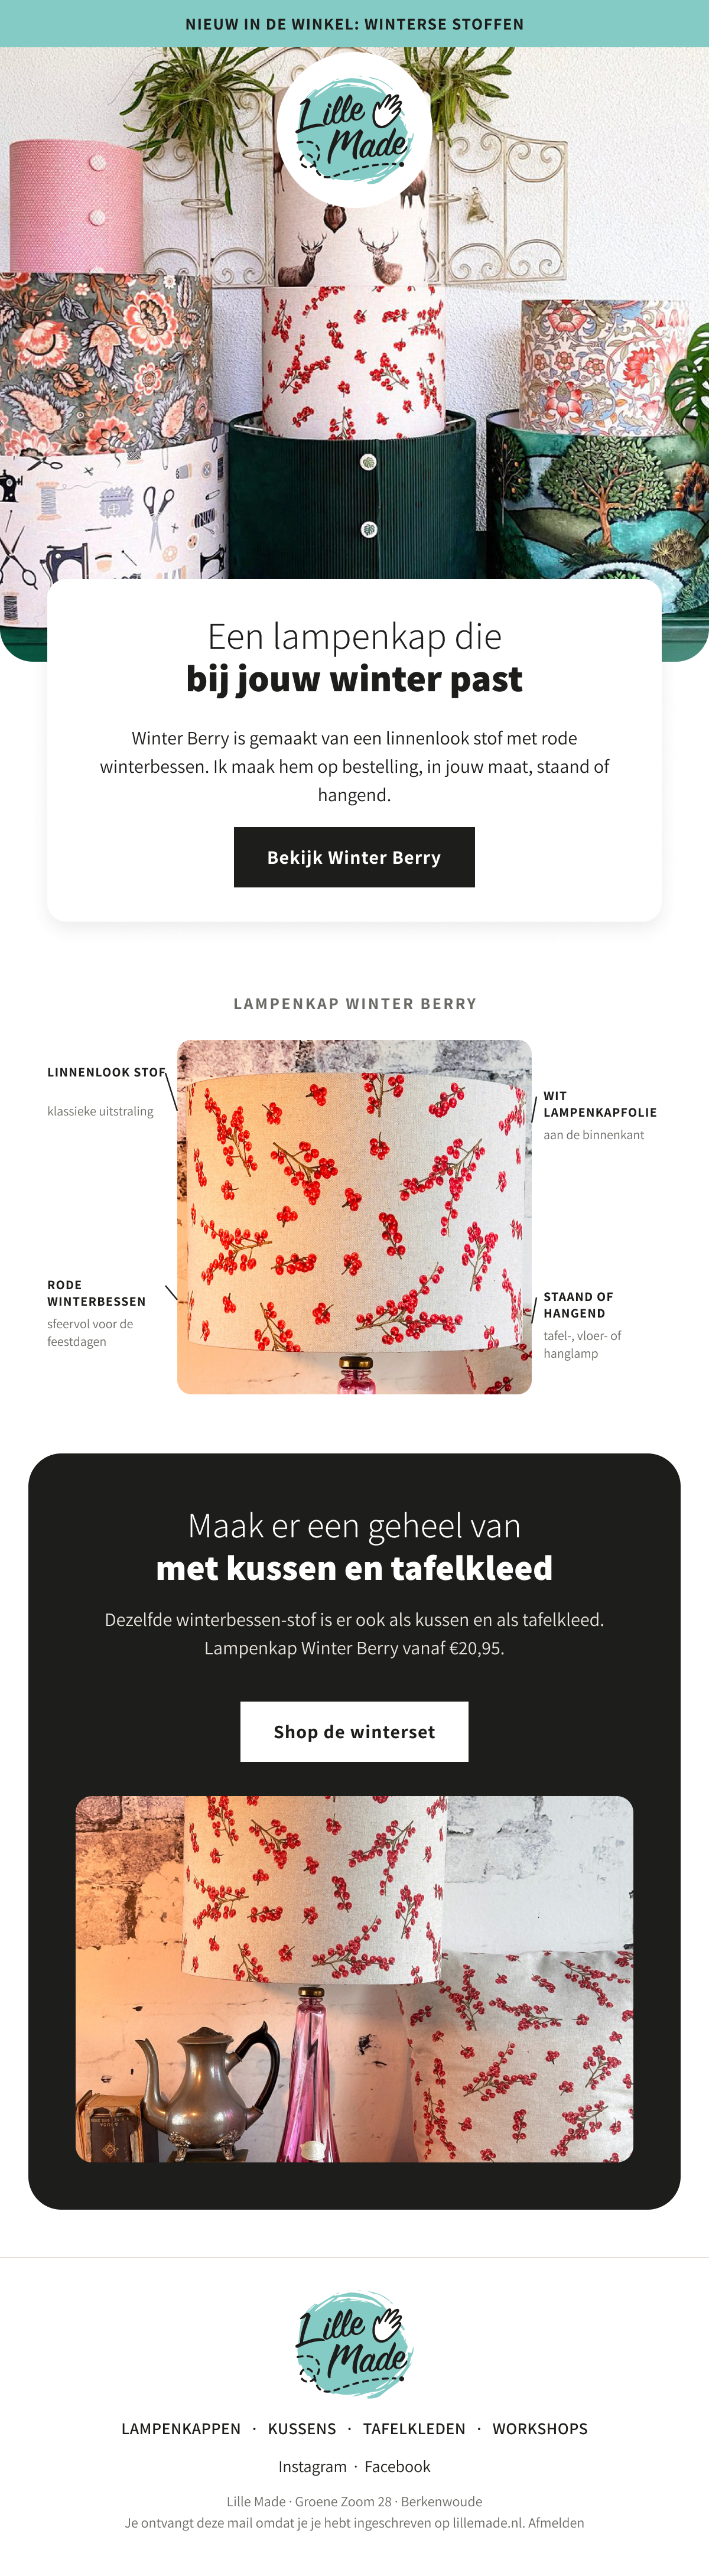 NIEUW IN DE WINKEL: WINTERSE STOFFEN
Lille
Made
Een lampenkap die
bij jouw winter past
Winter Berry is gemaakt van een linnenlook stof met rode
winterbessen. Ik maak hem op bestelling, in jouw maat, staand of
hangend.
Bekijk Winter Berry
LAMPENKAP WINTER BERRY
LINNENLOOK STOF
klassieke uitstraling
WIT
LAMPENKAPFOLIE
aan de binnenkant
RODE
WINTERBESSEN
sfeervol voor de
feestdagen
STAAND OF
HANGEND
tafel-, vloer- of
hanglamp
Maak er een geheel van
met kussen en tafelkleed
Dezelfde winterbessen-stof is er ook als kussen en als tafelkleed.
Lampenkap Winter Berry vanaf €20,95.
Shop de winterset
Lille
Made
LAMPENKAPPEN · KUSSENS · TAFELKLEDEN · WORKSHOPS
Instagram · Facebook
Lille Made · Groene Zoom 28 · Berkenwoude
Je ontvangt deze mail omdat je je hebt ingeschreven op lillemade.nl. Afmelden